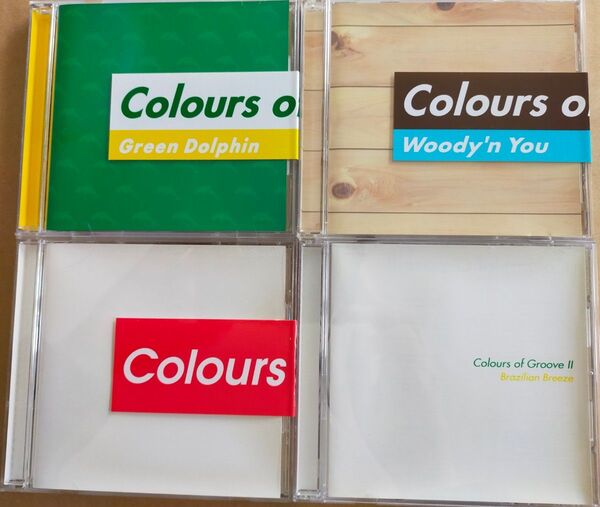 Colours o
Green Dolphin
Colours o
Woody'n You
Colours
Colours of Groove II
Brazilian Breeze